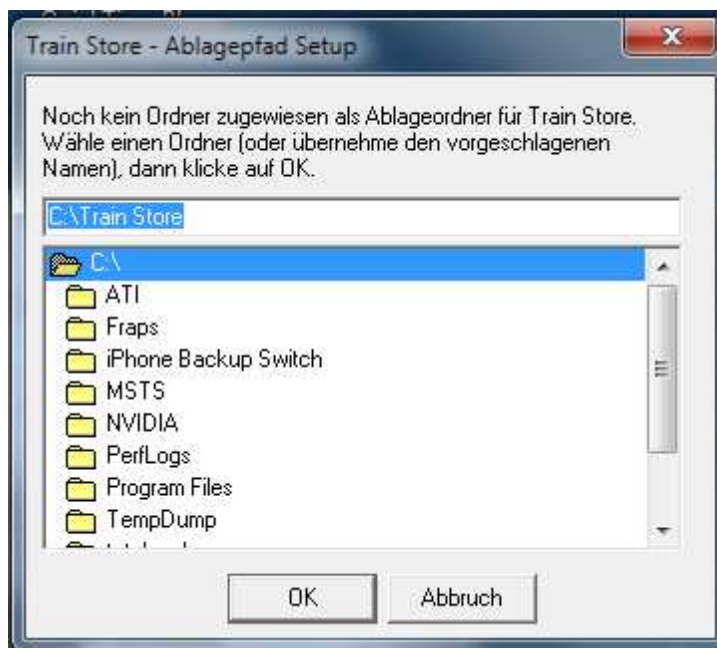 Train Store - Ablagepfad Setup
Noch kein Ordner zugewiesen als Ablageordner für Train Store.
Wähle einen Ordner (oder übernehme den vorgeschlagenen
Namen), dann klicke auf OK.
C:\Train Store
C:\
ATI
Fraps
iPhone Backup Switch
MSTS
NVIDIA
PerfLogs
Program Files
TempDump
OK
Abbruch